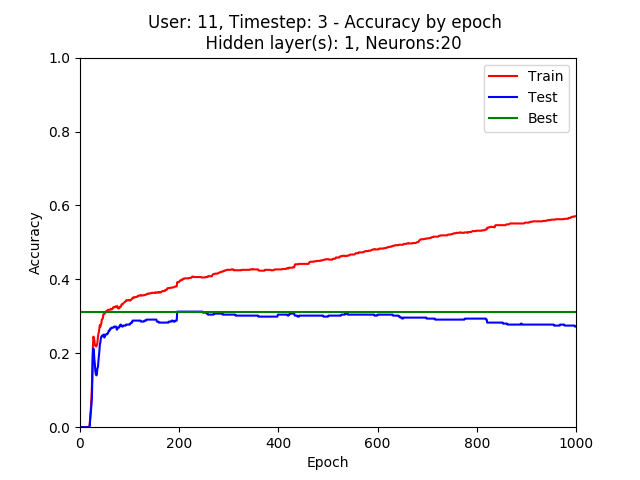 User: 11, Timestep: 3 - Accuracy by epoch
Hidden layer(s): 1, Neurons:20
1.0
0.8
0.6
0.4
0.2
0.0
Accuracy
Train
Test
Best
0 200 400 600 800 1000
Epoch